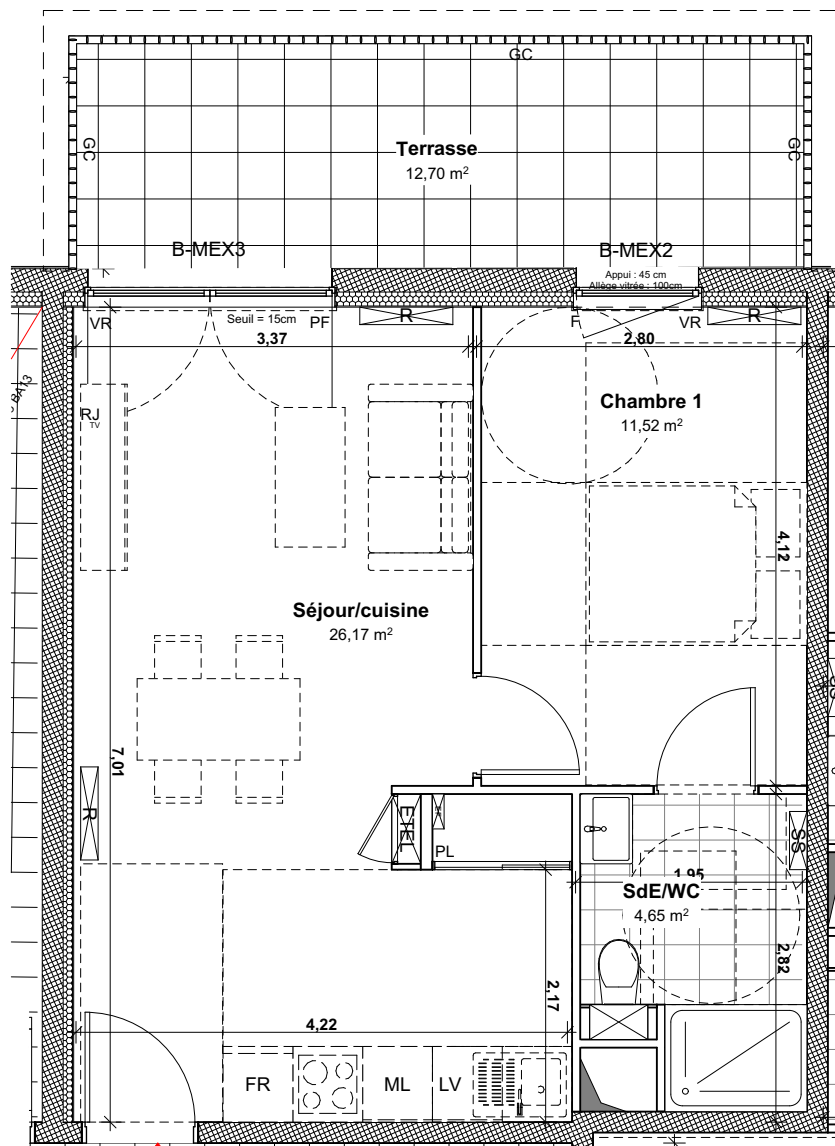 GC
GC
GC
Terrasse
12,70 m²
B-MEX3
B-MEX2
Appui : 45 cm
Allège vitrée : 100cm
VR
Seuil = 15cm
PF
R
F
VR
R
3,37
2,80
BA13
RJ
TV
Chambre 1
11,52 m²
4,12
Séjour/cuisine
26,17 m²
7,01
R
ETEL
PL
SS
1,95
SdE/WC
4,65 m²
2,82
2,17
4,22
FR
ML
LV